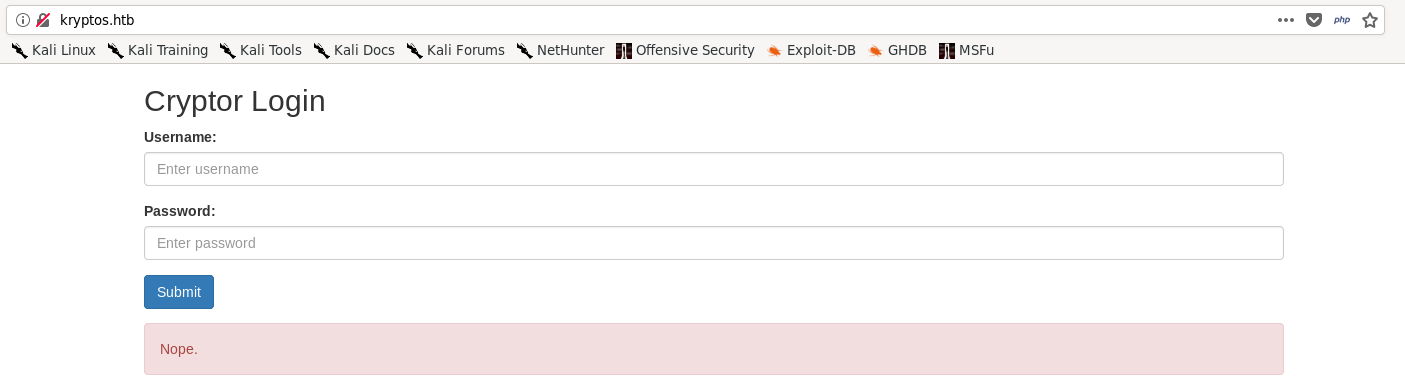 kryptos.htb php
Kali Linux Kali Training Kali Tools Kali Docs Kali Forums NetHunter Offensive Security Exploit-DB GHDB MSFu
Cryptor Login
Username:
Enter username
Password:
Enter password
Submit
Nope.